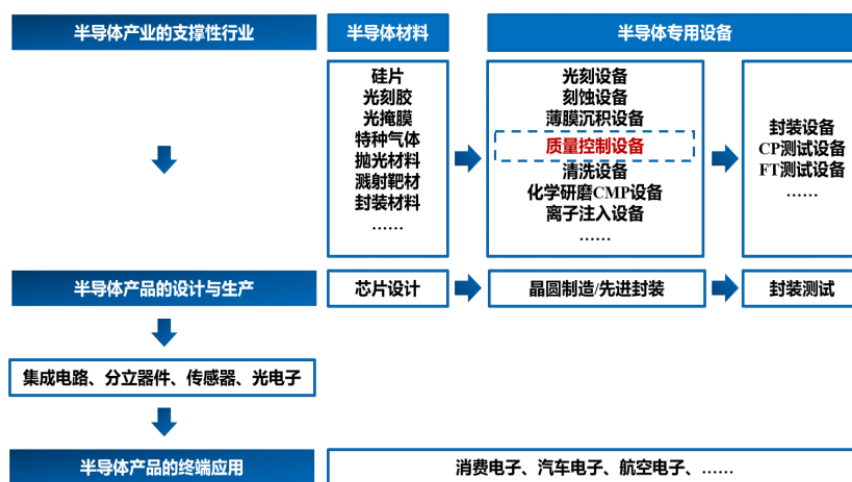 半导体产业的支撑性行业
半导体材料
半导体专用设备
硅片
光刻胶
光掩膜
特种气体
抛光材料
溅射靶材
封装材料
……
光刻设备
刻蚀设备
薄膜沉积设备
质量控制设备
清洗设备
化学研磨CMP设备
离子注入设备
……
封装设备
CP测试设备
FT测试设备
……
半导体产品的设计与生产
芯片设计
晶圆制造/先进封装
封装测试
集成电路、分立器件、传感器、光电子
半导体产品的终端应用
消费电子、汽车电子、航空电子、……